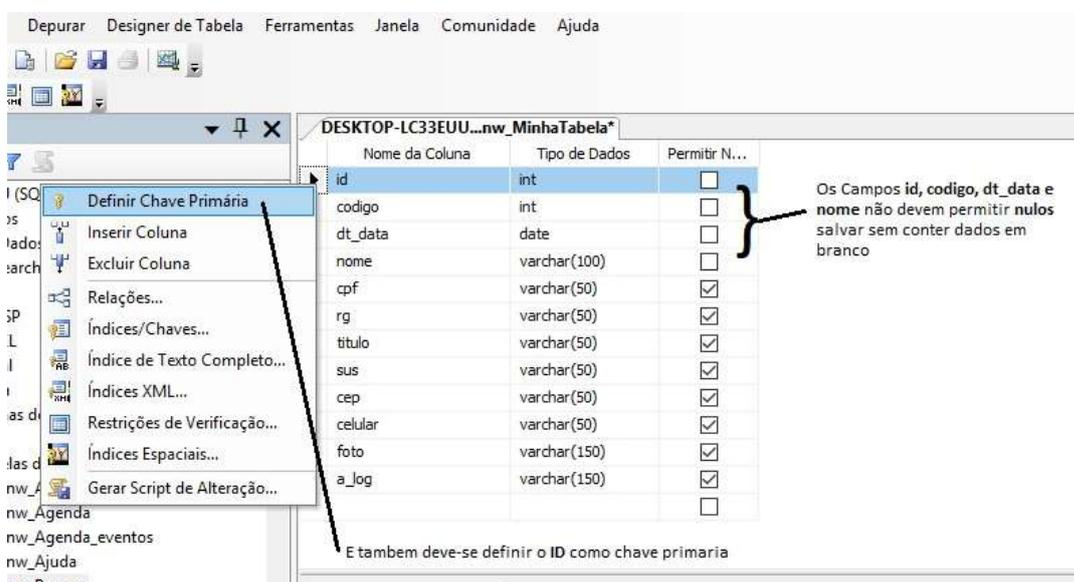 Depurar Designer de Tabela Ferramentas Janela Comunidade Ajuda
DESKTOP-LC33EUU...nw_MinhaTabela*
Nome da Coluna Tipo de Dados Permitir N...
id int
codigo int
dt_data date
nome varchar(100)
cpf varchar(50)
rg varchar(50)
titulo varchar(50)
sus varchar(50)
cep varchar(50)
celular varchar(50)
foto varchar(150)
a_log varchar(150)
Os Campos id, codigo, dt_data e
nome não devem permitir nulos
salvar sem conter dados em
branco
(SQ
Definir Chave Primária
Inserir Coluna
Excluir Coluna
Relações...
Índices/Chaves...
Índice de Texto Completo...
Índices XML...
Restrições de Verificação...
Índices Espaciais...
Gerar Script de Alteração...
nw_Agenda
nw_Agenda_eventos
nw_Ajuda
E tambem deve-se definir o ID como chave primaria